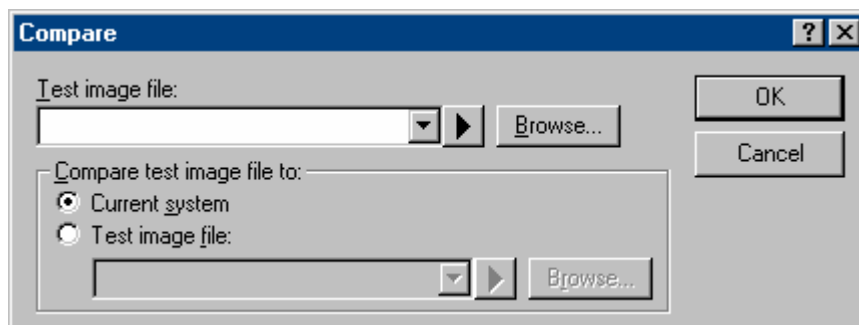 Compare
Test image file:
Browse...
OK
Cancel
Compare test image file to:
Current system
Test image file:
Browse...